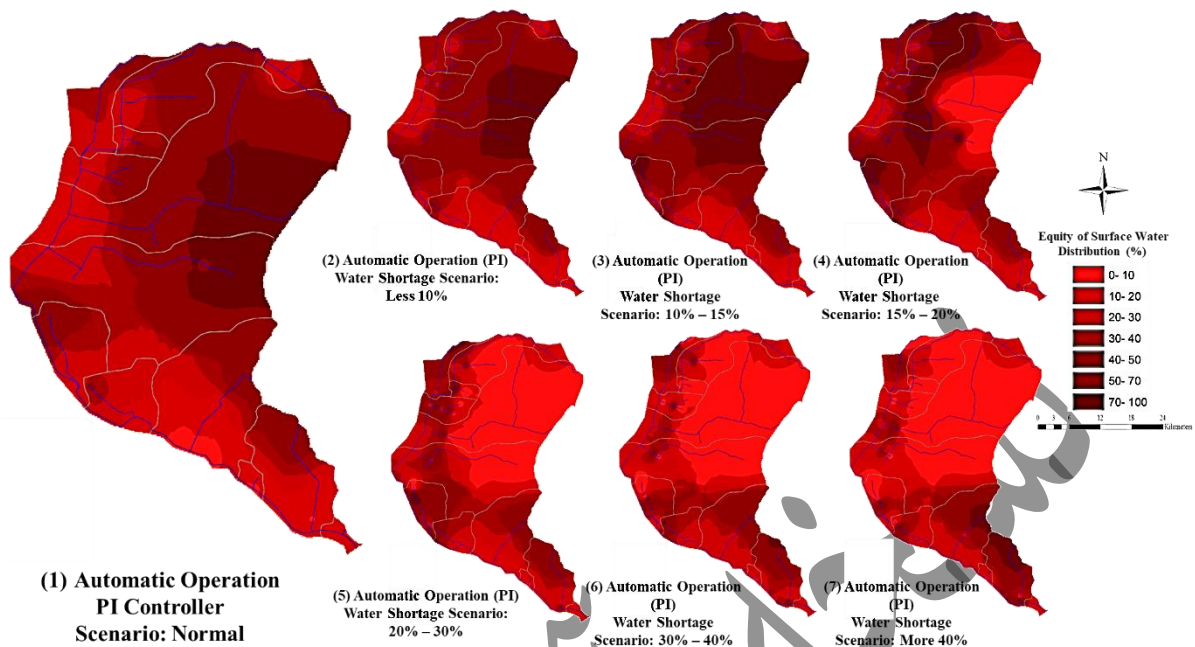 (1) Automatic Operation
PI Controller
Scenario: Normal
(2) Automatic Operation (PI)
Water Shortage Scenario:
Less 10%
(3) Automatic Operation
(PI)
Water Shortage
Scenario: 10% – 15%
(4) Automatic Operation
(PI)
Water Shortage
Scenario: 15% – 20%
N
Equity of Surface Water
Distribution (%)
0- 10
10- 20
20- 30
30- 40
40- 50
50- 70
70- 100
0 3 6 12 18 24
Kilometers
(5) Automatic Operation (PI)
Water Shortage Scenario:
20% – 30%
(6) Automatic Operation
(PI)
Water Shortage
Scenario: 30% – 40%
(7) Automatic Operation
(PI)
Water Shortage
Scenario: More 40%